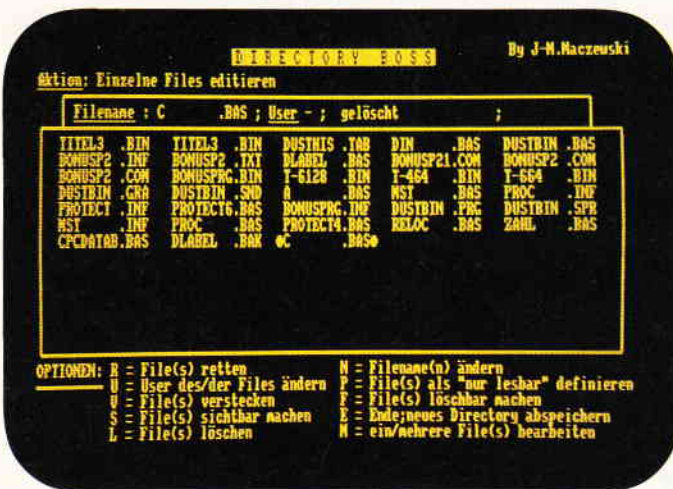 DIRECTORY BOSS By J-M.Maczewski
Aktion: Einzelne Files editieren
Filename : C .BAS ; User - ; gelöscht ;
TITEL3 .BIN TITEL3 .BIN DUSTHIS .TAB DIN .BAS DUSTBIN .BAS
BONUSP2 .INF BONUSP2 .TXT DLABEL .BAS BONUSP21.COM BONUSP2 .COM
BONUSP2 .COM BONUSPRG.BIN T-6128 .BIN T-464 .BIN T-664 .BIN
DUSTBIN .GRA DUSTBIN .SND A .BAS MST .BAS PROC .INF
PROTECT .INF PROTECT6.BAS BONUSPRG.INF DUSTBIN .PRG DUSTBIN .SPR
MST .INF PROC .BAS PROTECT4.BAS RELOC .BAS ZAHL .BAS
CPCDATAB.BAS DLABEL .BAK C .BAS
OPTIONEN: R = File(s) retten N = Filename(n) ändern
U = User des/der Files ändern P = File(s) als "nur lesbar" definieren
V = File(s) verstecken F = File(s) löschbar machen
S = File(s) sichtbar machen E = Ende;neues Directory abspeichern
L = File(s) löschen M = ein/mehrere File(s) bearbeiten